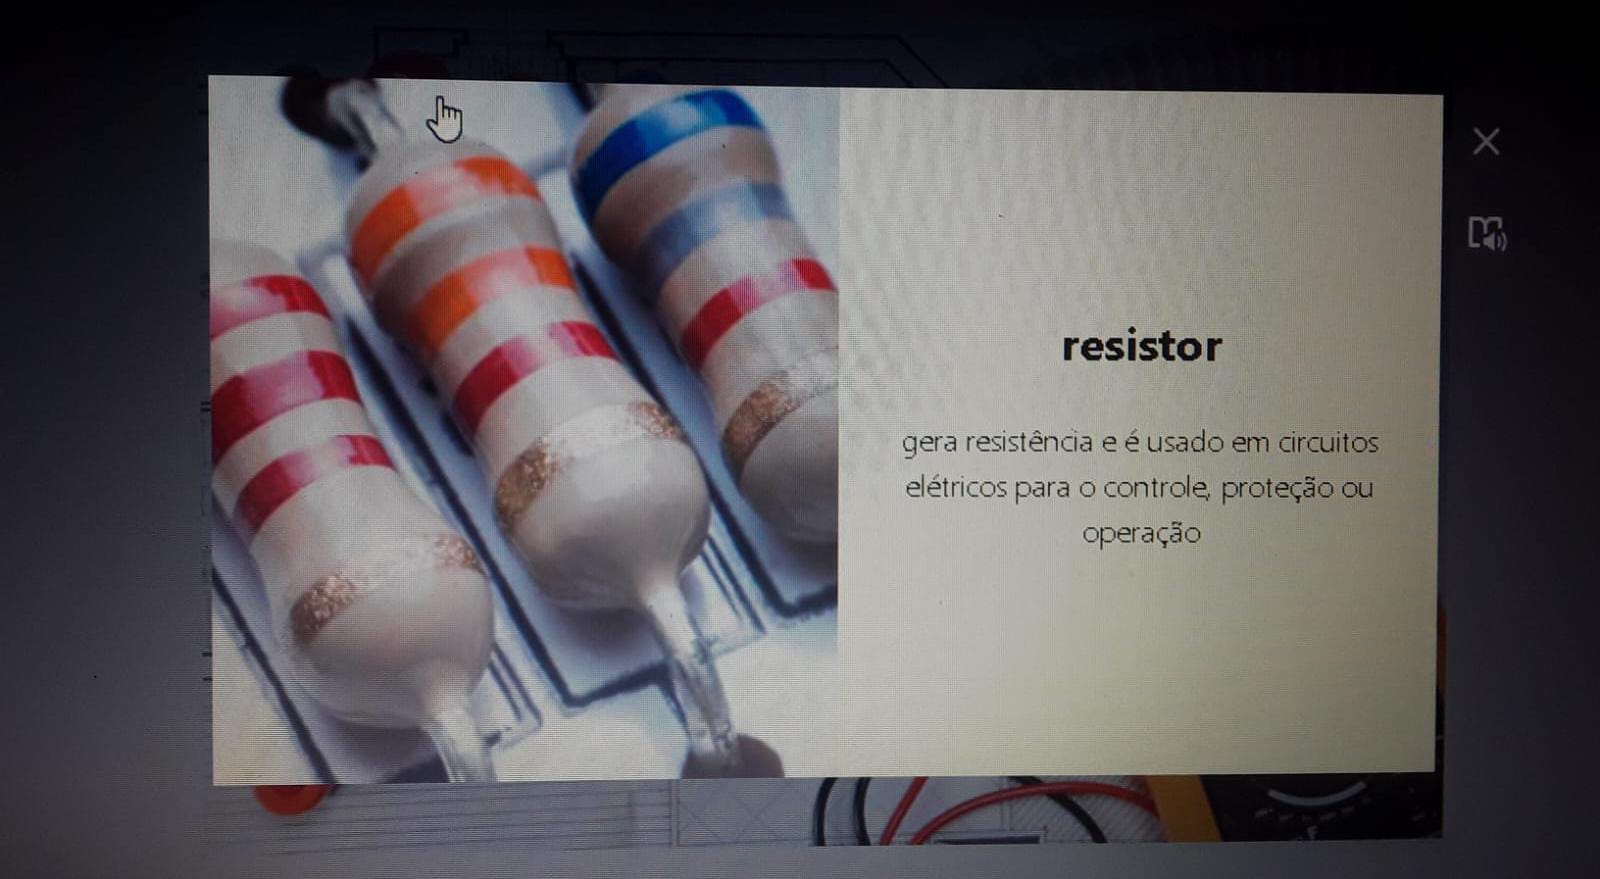 resistor
gera resistência e é usado em circuitos
elétricos para o controle, proteção ou
operação